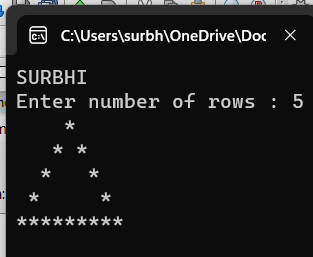 C:\Users\surbh\OneDrive\Doc
SURBHI
Enter number of rows : 5
    *
   * *
  *   *
 *     *
*********